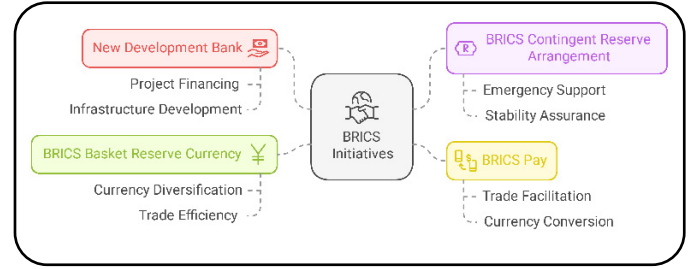 New Development Bank
Project Financing
Infrastructure Development
BRICS Basket Reserve Currency
Currency Diversification
Trade Efficiency
BRICS
Initiatives
BRICS Contingent Reserve
Arrangement
R
Emergency Support
Stability Assurance
BRICS Pay
Trade Facilitation
Currency Conversion